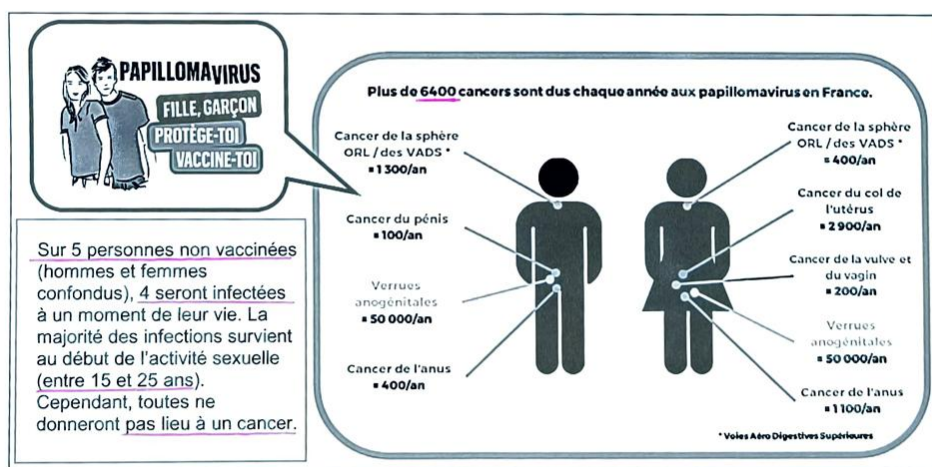 PAPILLOMAVIRUS
FILLE, GARÇON
PROTÈGE-TOI
VACCINE-TOI
Sur 5 personnes non vaccinées
(hommes et femmes
confondus), 4 seront infectées
à un moment de leur vie. La
majorité des infections survient
au début de l'activité sexuelle
(entre 15 et 25 ans).
Cependant, toutes ne
donneront pas lieu à un cancer.
Plus de 6400 cancers sont dus chaque année aux papillomavirus en France.
Cancer de la sphère
ORL / des VADS *
≈ 1300/an
Cancer du pénis
≈ 100/an
Verrues
anogénitales
≈ 50 000/an
Cancer de l'anus
≈ 400/an
Cancer de la sphère
ORL / des VADS *
≈ 400/an
Cancer du col de
l'utérus
≈ 2 900/an
Cancer de la vulve et
du vagin
≈ 200/an
Verrues
anogénitales
≈ 50 000/an
Cancer de l'anus
≈ 1 100/an
* Voies Aéro Digestives Supérieures